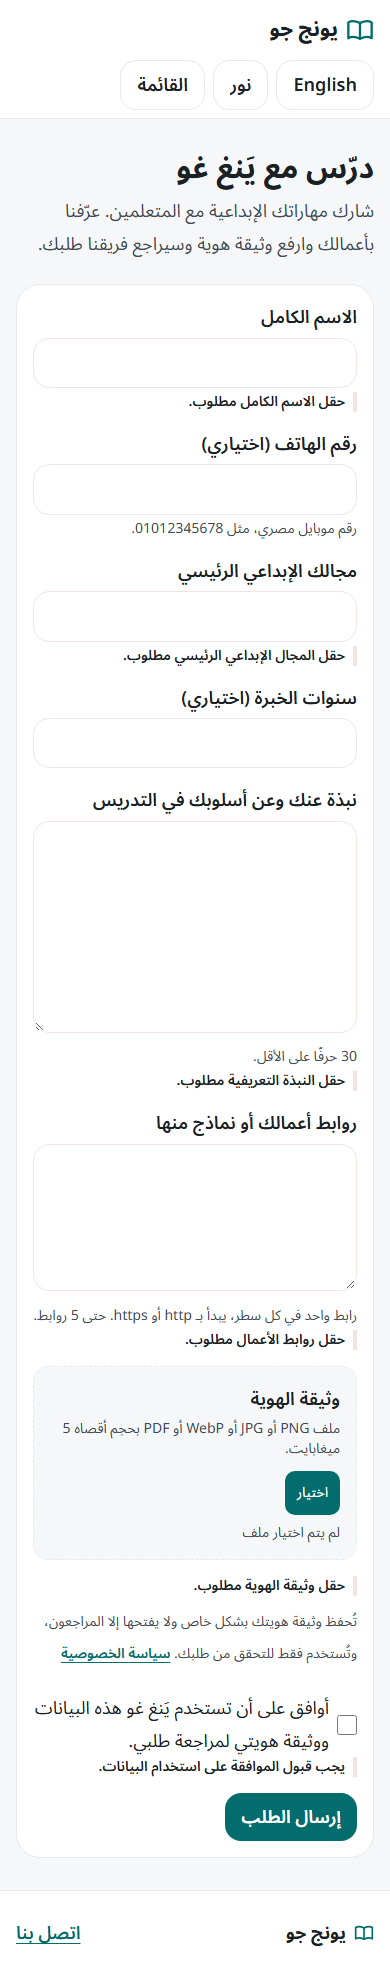 يونج جو
English
نور
القائمة
درّس مع يَنغ غو
شارك مهاراتك الإبداعية مع المتعلمين. عرّفنا
بأعمالك وارفع وثيقة هوية وسيراجع فريقنا طلبك.
الاسم الكامل
حقل الاسم الكامل مطلوب.
رقم الهاتف (اختياري)
رقم موبايل مصري، مثل 01012345678.
مجالك الإبداعي الرئيسي
حقل المجال الإبداعي الرئيسي مطلوب.
سنوات الخبرة (اختياري)
نبذة عنك وعن أسلوبك في التدريس
30 حرفًا على الأقل.
حقل النبذة التعريفية مطلوب.
روابط أعمالك أو نماذج منها
رابط واحد في كل سطر، يبدأ بـ http أو https. حتى 5 روابط.
حقل روابط الأعمال مطلوب.
وثيقة الهوية
ملف PNG أو JPG أو WebP أو PDF بحجم أقصاه 5
ميغابايت.
اختيار
لم يتم اختيار ملف
حقل وثيقة الهوية مطلوب.
تُحفظ وثيقة هويتك بشكل خاص ولا يفتحها إلا المراجعون،
وتُستخدم فقط للتحقق من طلبك. سياسة الخصوصية
أوافق على أن تستخدم يَنغ غو هذه البيانات
ووثيقة هويتي لمراجعة طلبي.
يجب قبول الموافقة على استخدام البيانات.
إرسال الطلب
يونج جو
اتصل بنا